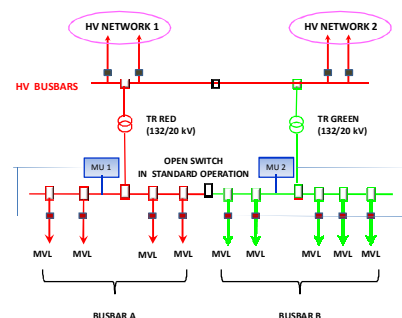 HV NETWORK 1
HV NETWORK 2
HV BUSBARS
TR RED
(132/20 kV)
TR GREEN
(132/20 kV)
OPEN SWITCH
IN STANDARD OPERATION
MU 1
MU 2
MVL MVL MVL MVL MVL MVL MVL MVL MVL
BUSBAR A
BUSBAR B